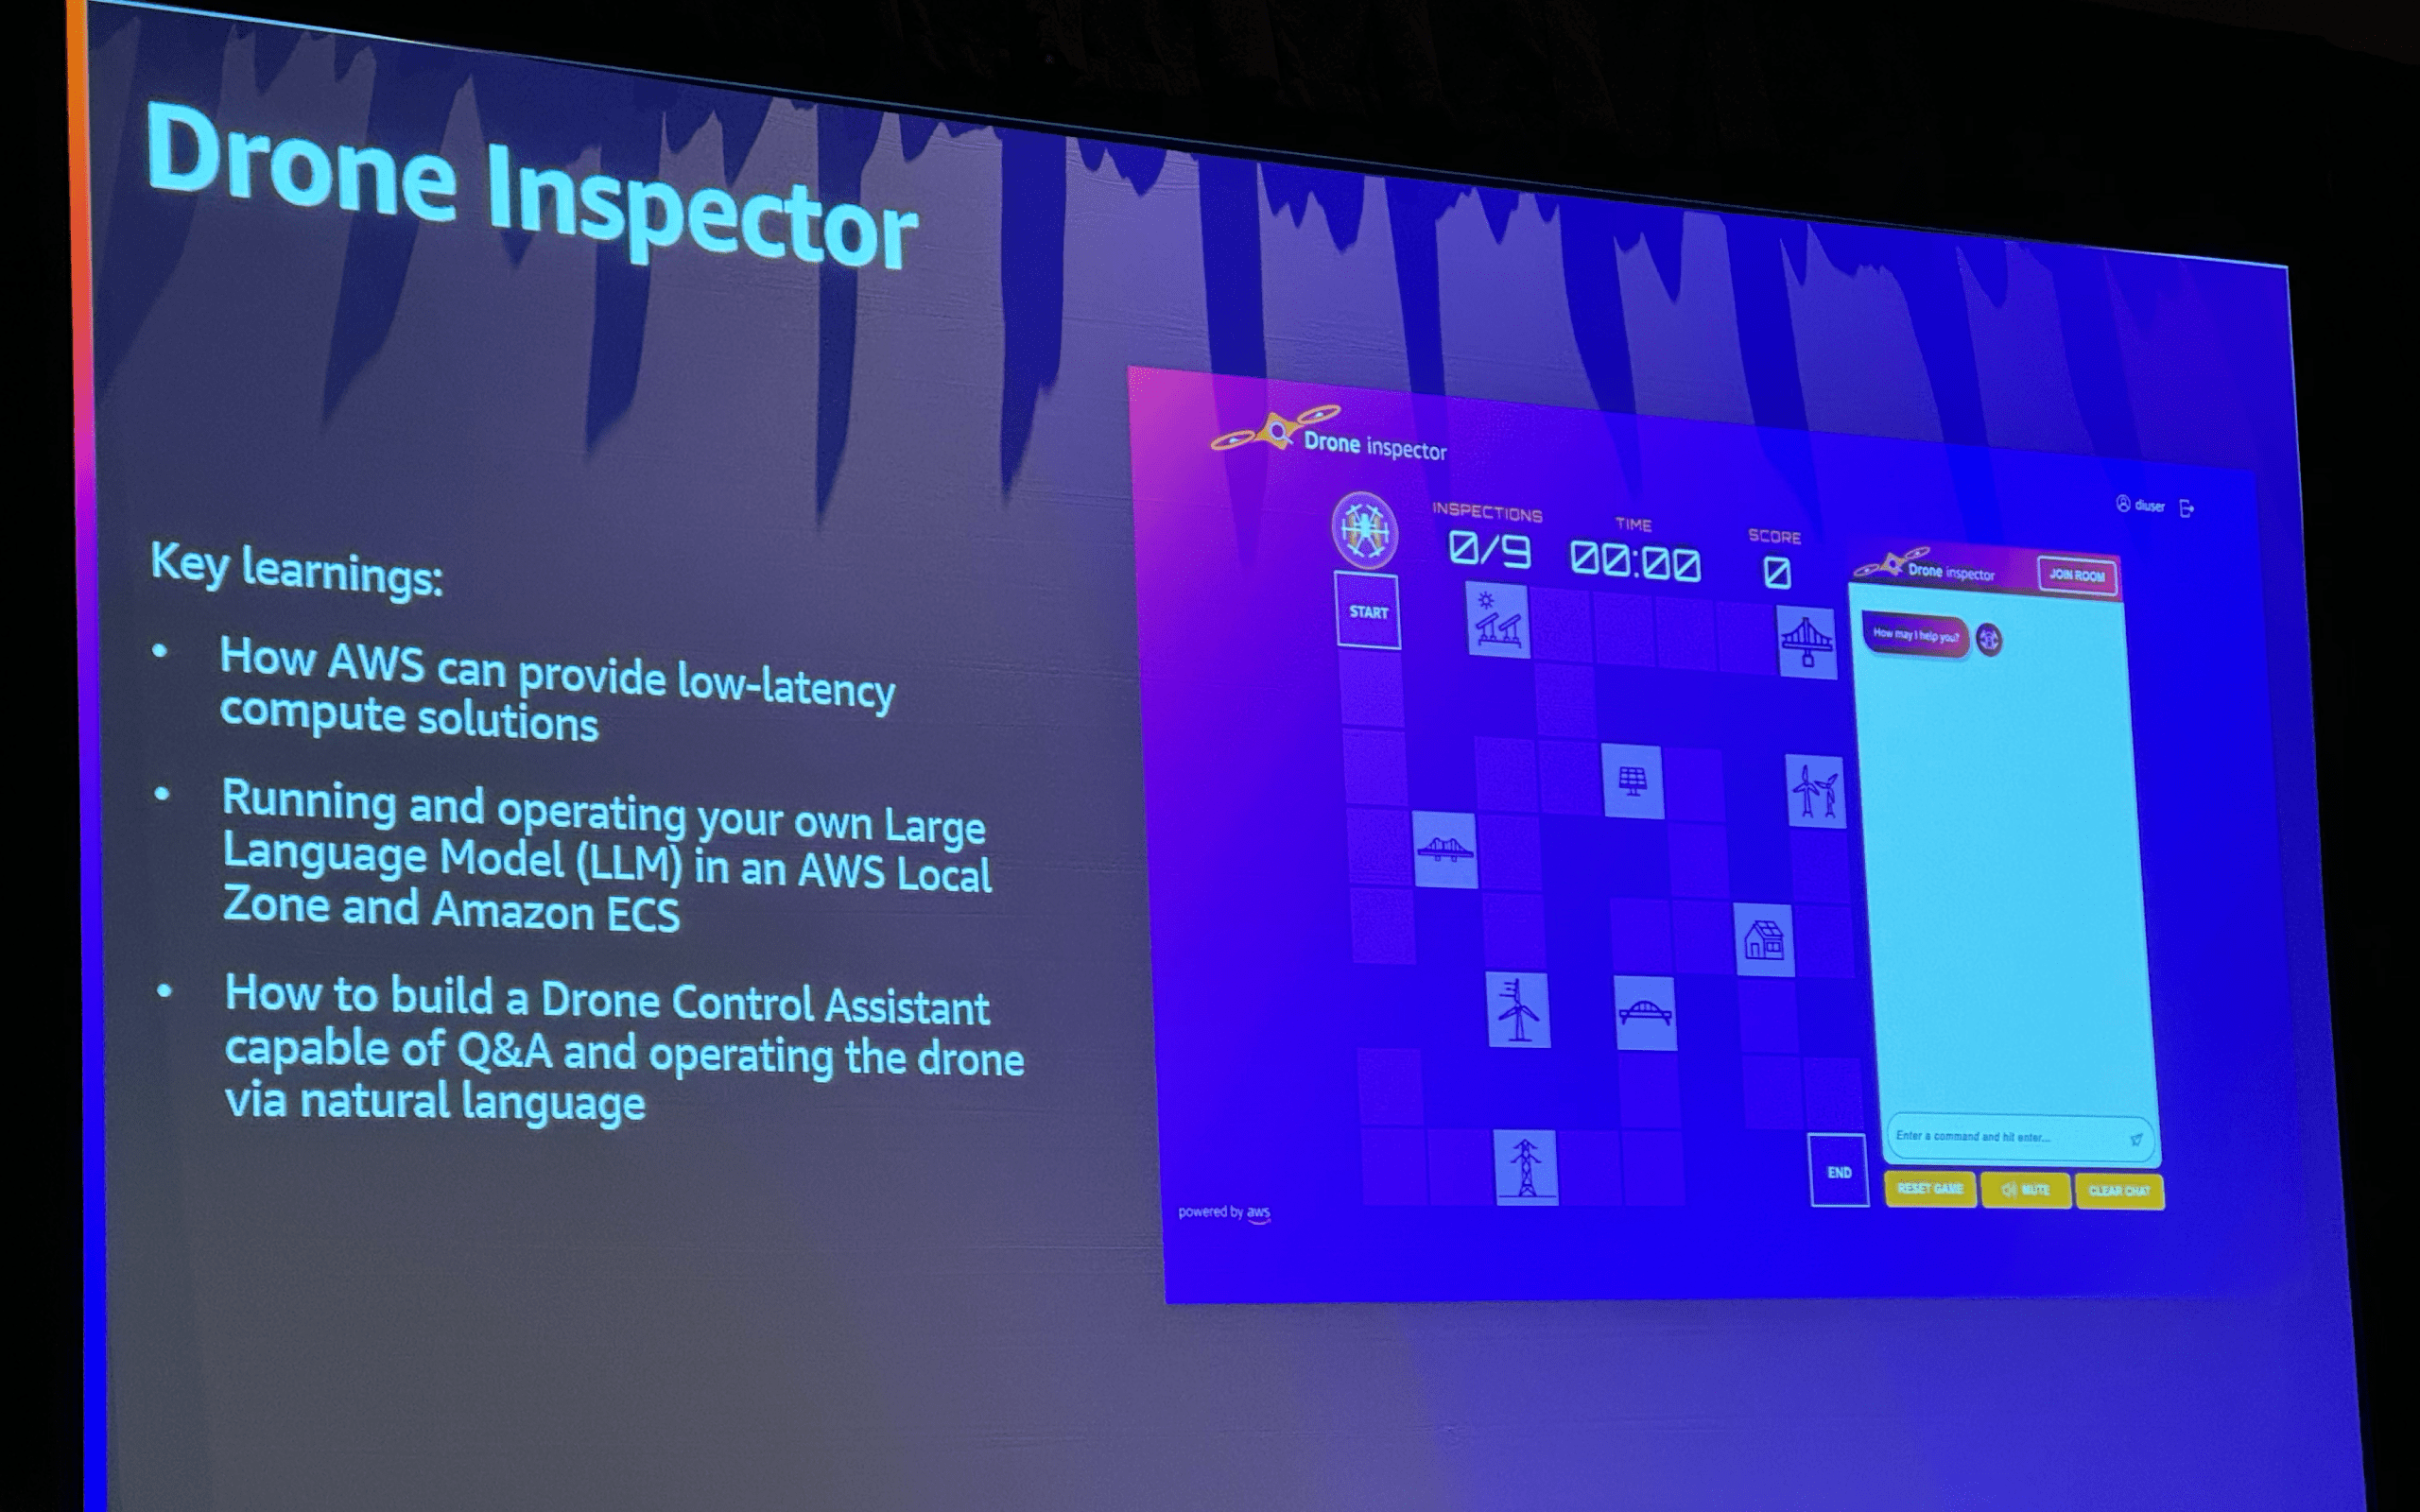 Drone Inspector
Key learnings:
• How AWS can provide low-latency
compute solutions
• Running and operating your own Large
Language Model (LLM) in an AWS Local
Zone and Amazon ECS
• How to build a Drone Control Assistant
capable of Q&A and operating the drone
via natural language
Drone inspector
diuser
INSPECTIONS
0/9
TIME
00:00
SCORE
0
START
END
Drone inspector
JOIN ROOM
How may I help you?
Enter a command and hit enter...
RESET GAME
MUTE
CLEAR CHAT
powered by aws